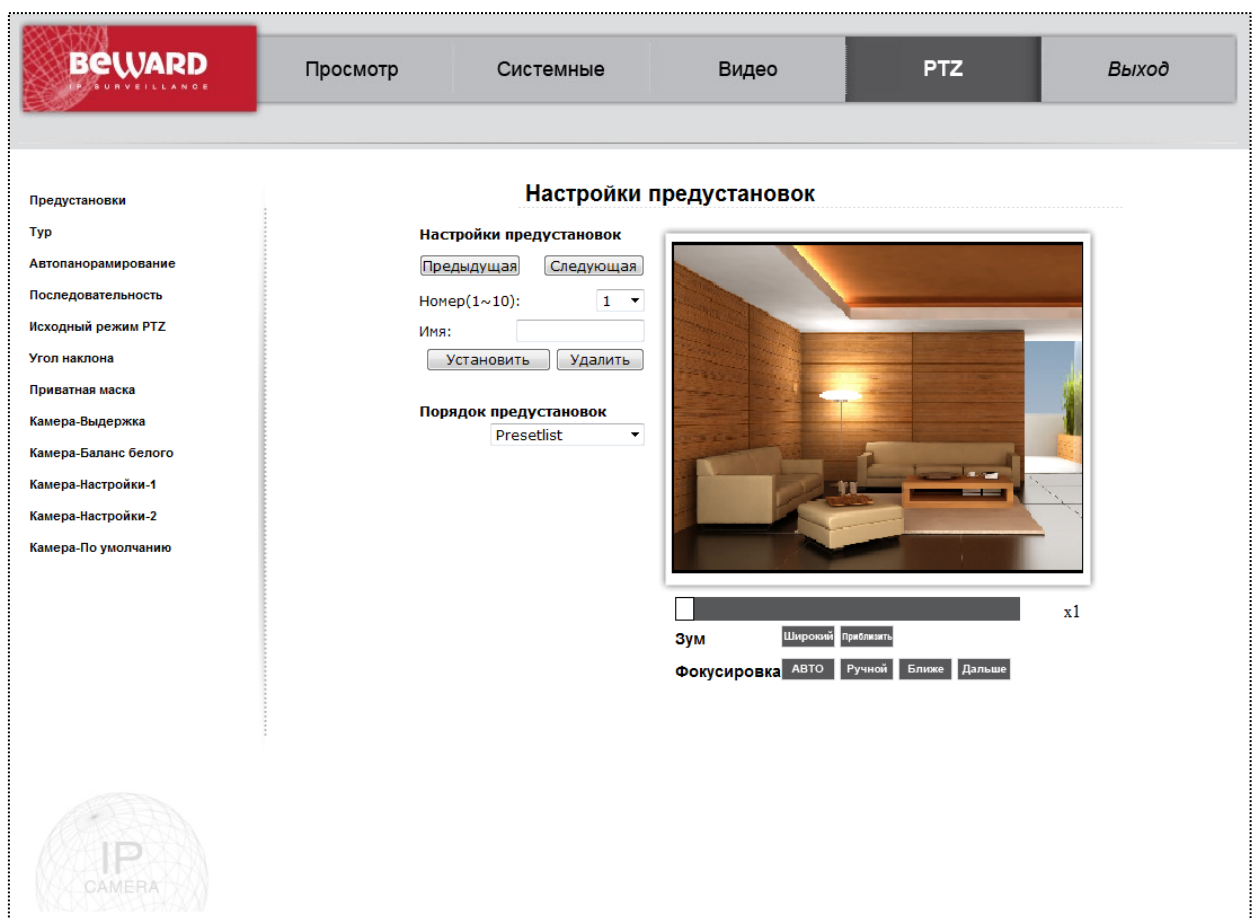 BEWARD
IP SURVEILLANCE
Просмотр
Системные
Видео
PTZ
Выход
Предустановки
Тур
Автопанорамирование
Последовательность
Исходный режим PTZ
Угол наклона
Приватная маска
Камера-Выдержка
Камера-Баланс белого
Камера-Настройки-1
Камера-Настройки-2
Камера-По умолчанию
Настройки предустановок
Настройки предустановок
Предыдущая Следующая
Номер(1~10): 1
Имя:
Установить Удалить
Порядок предустановок
Presetlist
x1
Зум Широкий Приблизить
Фокусировка АВТО Ручной Ближе Дальше
IP
CAMERA